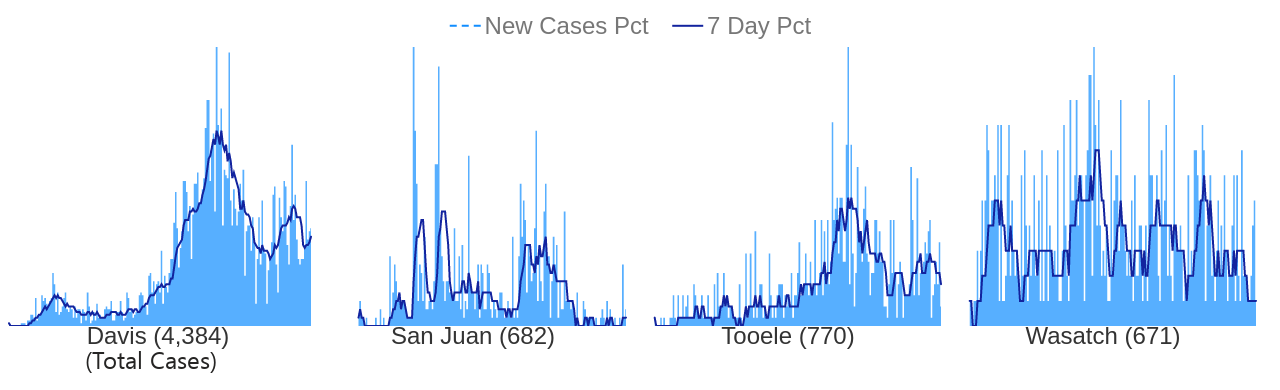 New Cases Pct 7 Day Pct
Davis (4,384) San Juan (682) Tooele (770) Wasatch (671)
(Total Cases)